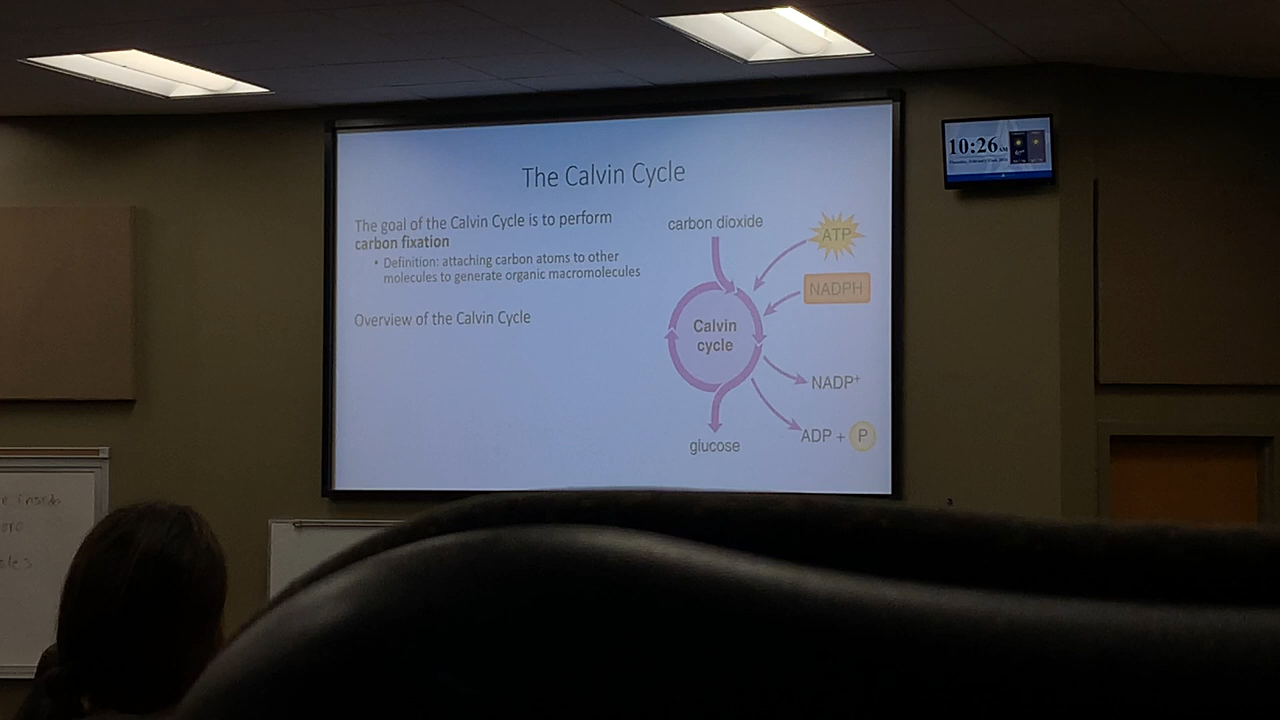 The Calvin Cycle
The goal of the Calvin Cycle is to perform
carbon fixation
• Definition: attaching carbon atoms to other
molecules to generate organic macromolecules
Overview of the Calvin Cycle
carbon dioxide
ATP
NADPH
Calvin
cycle
NADP+
ADP + P
glucose
10:26 AM
inside